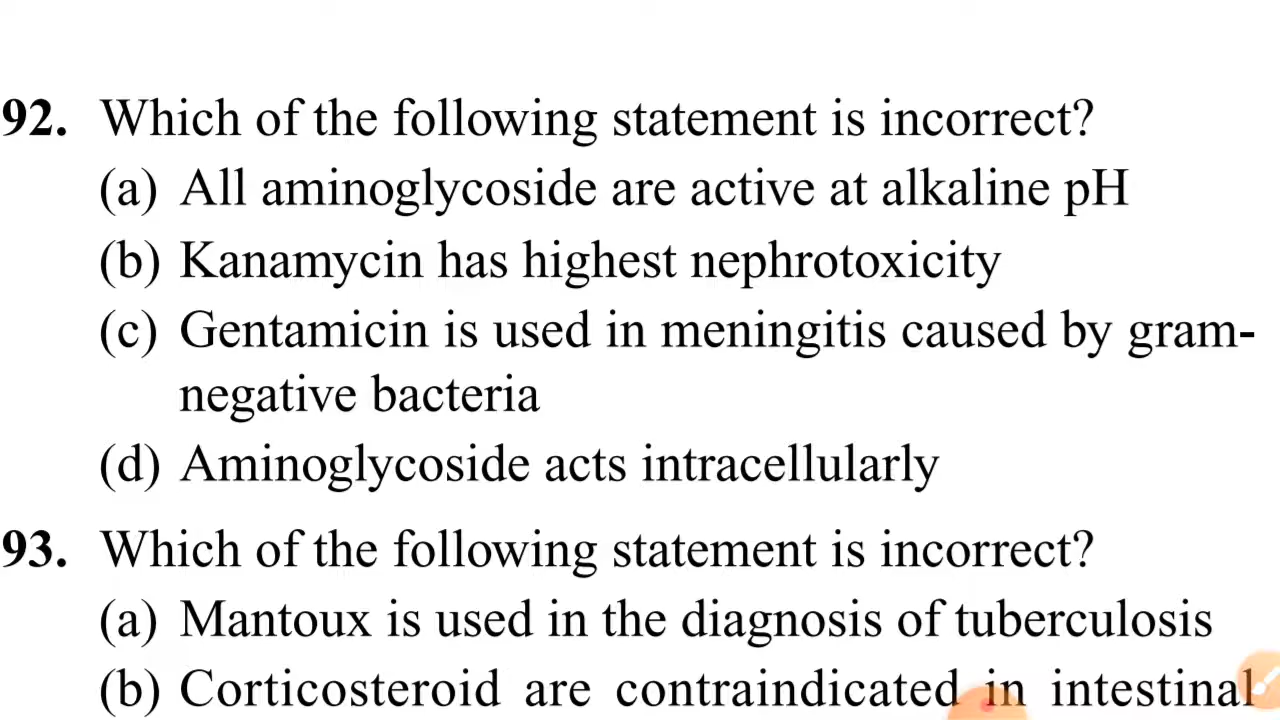 92. Which of the following statement is incorrect?
(a) All aminoglycoside are active at alkaline pH
(b) Kanamycin has highest nephrotoxicity
(c) Gentamicin is used in meningitis caused by gram-
negative bacteria
(d) Aminoglycoside acts intracellularly
93. Which of the following statement is incorrect?
(a) Mantoux is used in the diagnosis of tuberculosis
(b) Corticosteroid are contraindicated in intestinal